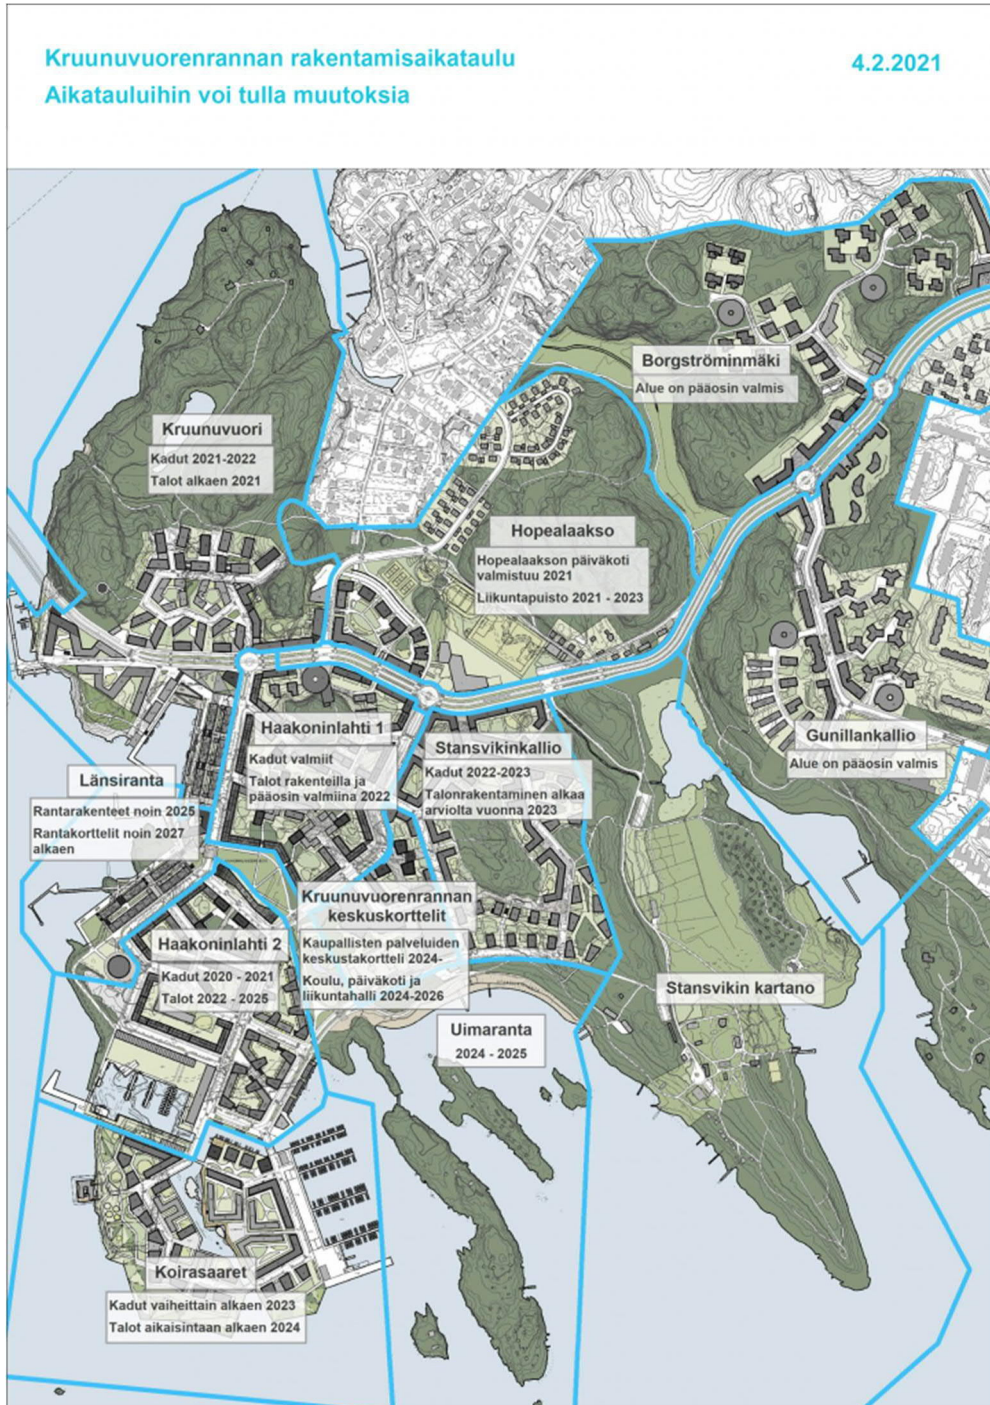 Kruunuvuorenrannan rakentamisaikataulu
4.2.2021
Aikatauluihin voi tulla muutoksia
Borgströminmäki
Alue on pääosin valmis
Kruunuvuori
Kadut 2021-2022
Talot alkaen 2021
Hopealaakso
Hopealaakson päiväkoti
valmistuu 2021
Liikuntapuisto 2021 - 2023
Haakoninlahti 1
Kadut valmiit
Talot rakenteilla ja
pääosin valmiina 2022
Stansvikinkallio
Kadut 2022-2023
Talonrakentaminen alkaa
arviolta vuonna 2023
Gunillankallio
Alue on pääosin valmis
Länsiranta
Rantarakenteet noin 2025
Rantakorttelit noin 2027
alkaen
Kruunuvuorenrannan
keskuskorttelit
Kaupallisten palveluiden
keskustakortteli 2024-
Koulu, päiväkoti ja
liikuntahalli 2024-2026
Haakoninlahti 2
Kadut 2020 - 2021
Talot 2022 - 2025
Stansvikin kartano
Uimaranta
2024 - 2025
Koirasaaret
Kadut vaiheittain alkaen 2023
Talot aikaisintaan alkaen 2024